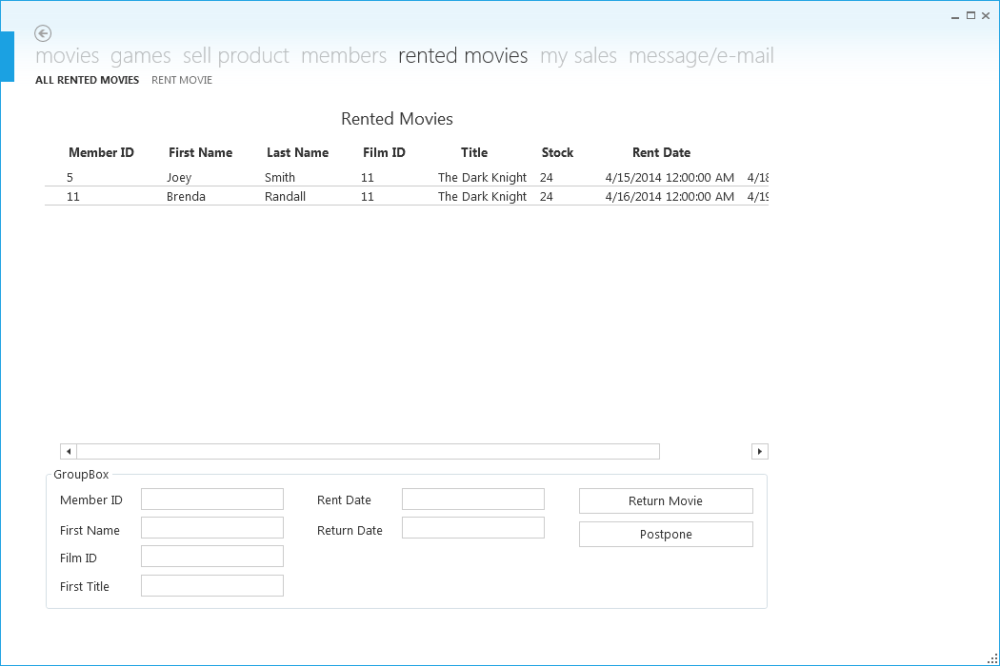 movies games sell product members rented movies my sales message/e-mail
ALL RENTED MOVIES RENT MOVIE
Rented Movies
Member ID First Name Last Name Film ID Title Stock Rent Date
5 Joey Smith 11 The Dark Knight 24 4/15/2014 12:00:00 AM 4/18
11 Brenda Randall 11 The Dark Knight 24 4/16/2014 12:00:00 AM 4/19
GroupBox
Member ID Rent Date Return Movie
First Name Return Date Postpone
Film ID
First Title